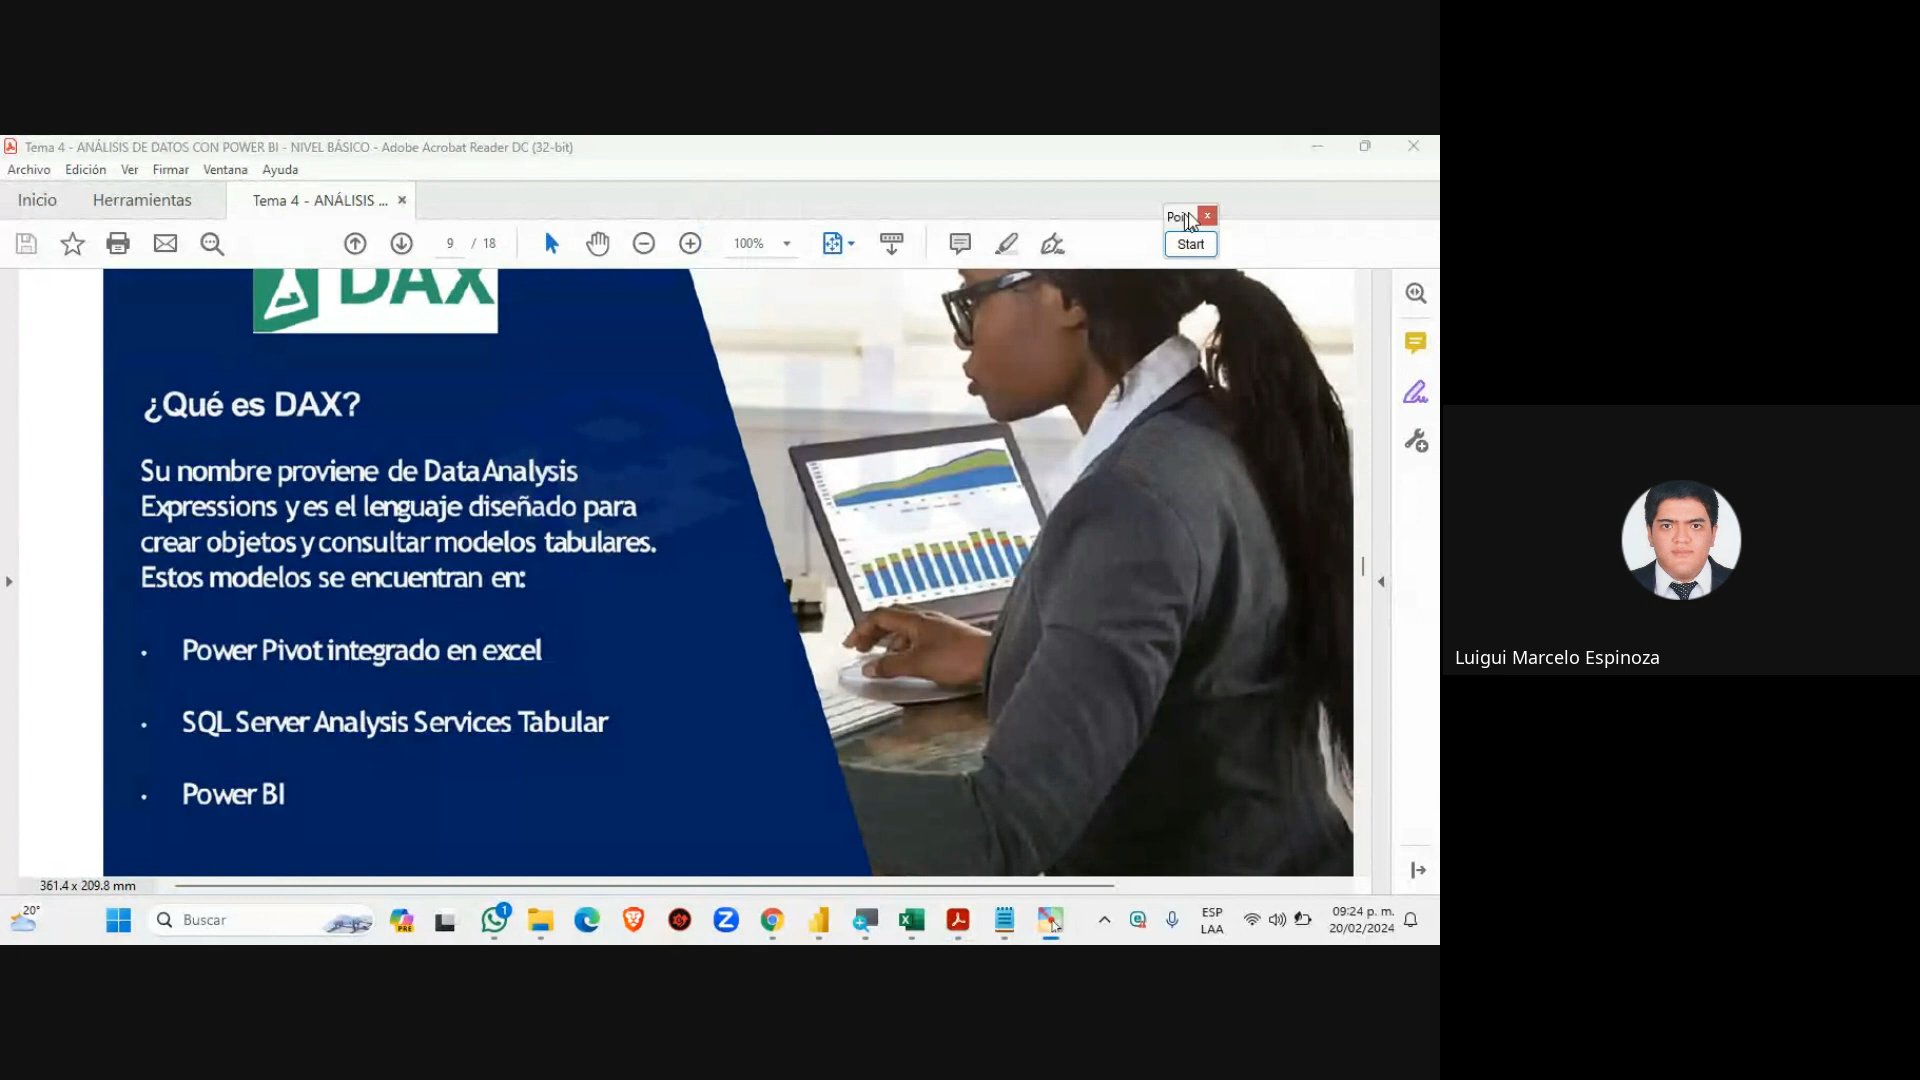 Tema 4 - ANÁLISIS DE DATOS CON POWER BI - NIVEL BÁSICO - Adobe Acrobat Reader DC (32-bit)
Archivo Edición Ver Firmar Ventana Ayuda
Inicio Herramientas Tema 4 - ANÁLISIS ... ×
Poi x
9 / 18 100% Start
DAX
¿Qué es DAX?
Su nombre proviene de Data Analysis
Expressions y es el lenguaje diseñado para
crear objetos y consultar modelos tabulares.
Estos modelos se encuentran en:
• Power Pivot integrado en excel
• SQL Server Analysis Services Tabular
• Power BI
Luigui Marcelo Espinoza
361.4 x 209.8 mm
20°
Buscar
PRE
1
ESP
LAA
09:24 p. m.
20/02/2024